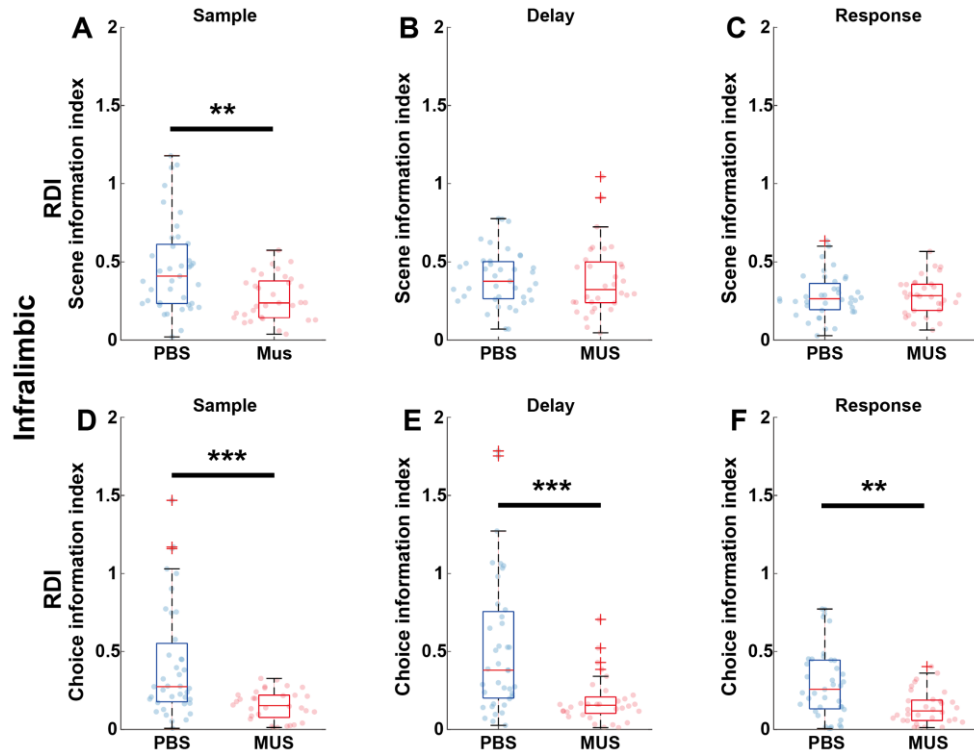 Infralimbic
A
Sample
RDI
Scene information index
2
1.5
1
0.5
0
**
PBS
Mus
B
Delay
Scene information index
2
1.5
1
0.5
0
PBS
MUS
C
Response
Scene information index
2
1.5
1
0.5
0
PBS
MUS
D
Sample
RDI
Choice information index
2
1.5
1
0.5
0
***
PBS
MUS
E
Delay
Choice information index
2
1.5
1
0.5
0
***
PBS
MUS
F
Response
Choice information index
2
1.5
1
0.5
0
**
PBS
MUS